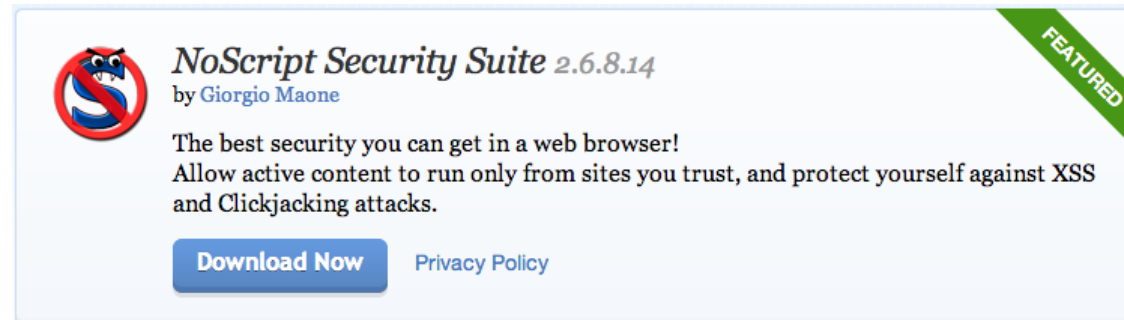 NoScript Security Suite 2.6.8.14
FEATURED
by Giorgio Maone
The best security you can get in a web browser!
Allow active content to run only from sites you trust, and protect yourself against XSS
and Clickjacking attacks.
Download Now Privacy Policy